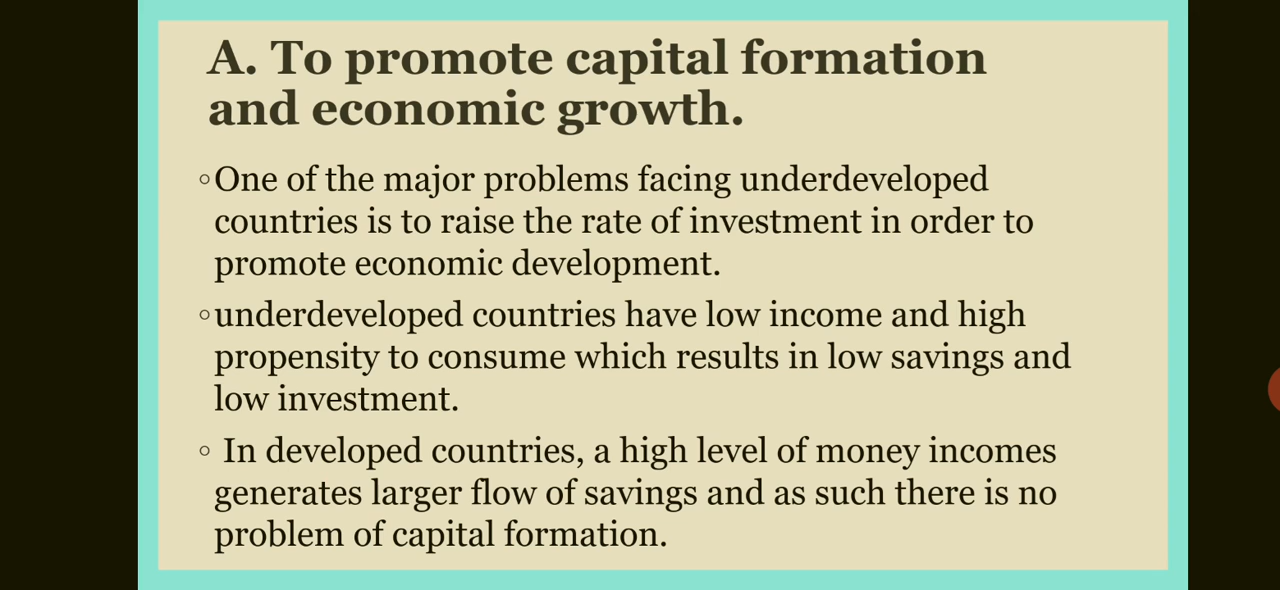 A. To promote capital formation
and economic growth.
◦One of the major problems facing underdeveloped
countries is to raise the rate of investment in order to
promote economic development.
◦underdeveloped countries have low income and high
propensity to consume which results in low savings and
low investment.
◦ In developed countries, a high level of money incomes
generates larger flow of savings and as such there is no
problem of capital formation.